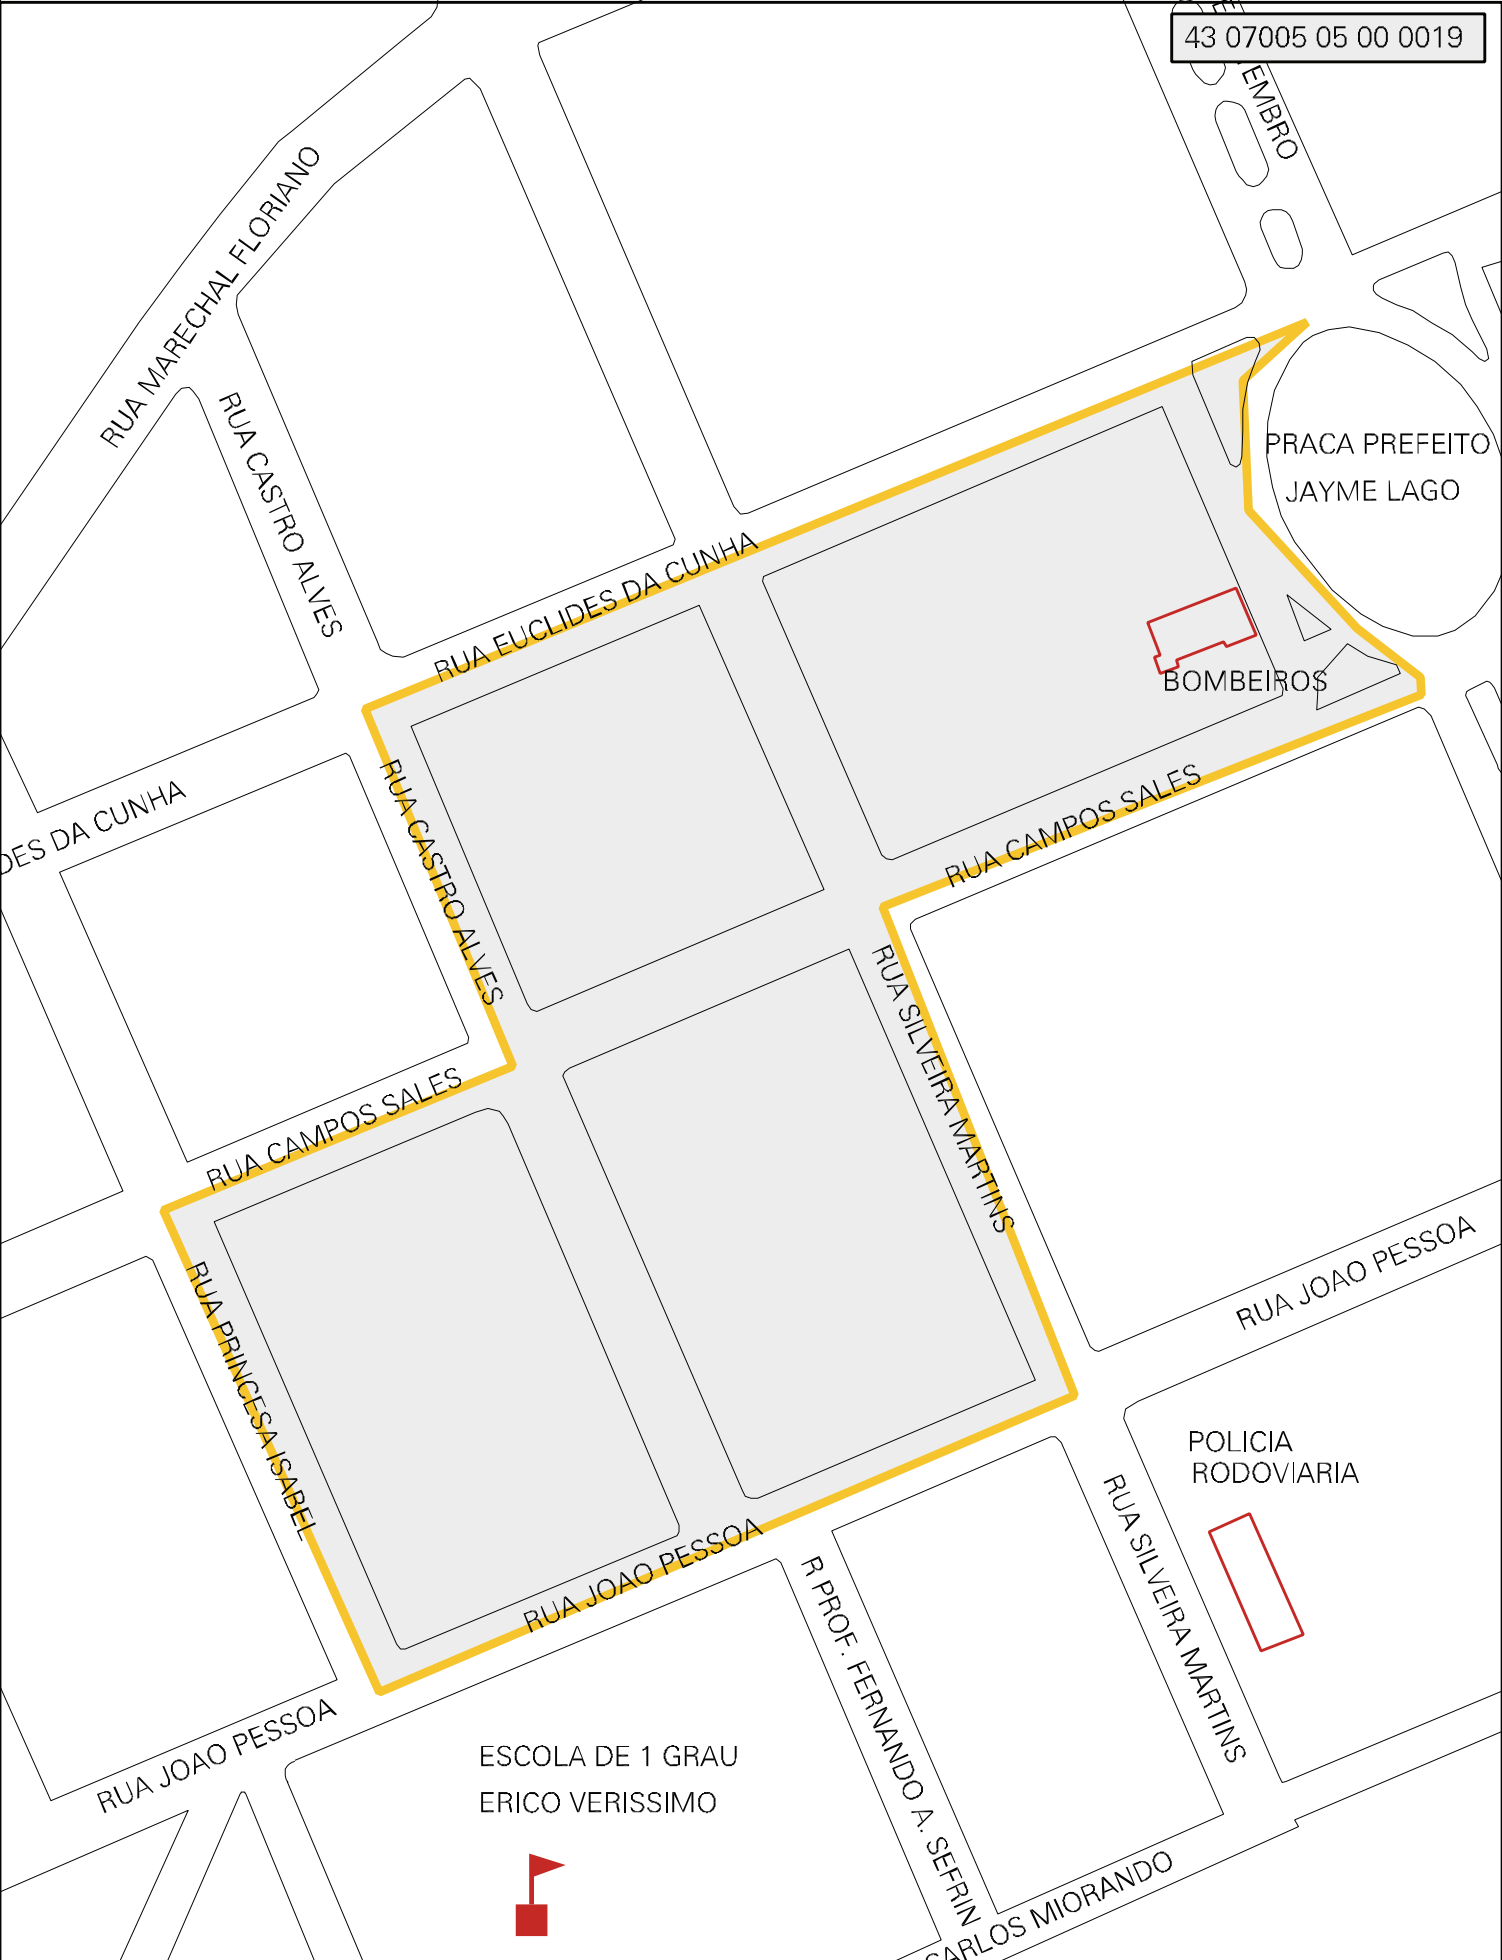 43 07005 05 00 0019
EMBRO
RUA MARECHAL FLORIANO
RUA CASTRO ALVES
PRACA PREFEITO
JAYME LAGO
RUA EUCLIDES DA CUNHA
BOMBEIROS
RUA CASTRO ALVES
DES DA CUNHA
RUA CAMPOS SALES
RUA SILVEIRA MARTINS
RUA CAMPOS SALES
RUA PRINCESA ISABEL
RUA JOAO PESSOA
POLICIA
RODOVIARIA
RUA SILVEIRA MARTINS
RUA JOAO PESSOA
R PROF. FERNANDO A. SEFRIN
RUA JOAO PESSOA
ESCOLA DE 1 GRAU
ERICO VERISSIMO
CARLOS MIORANDO